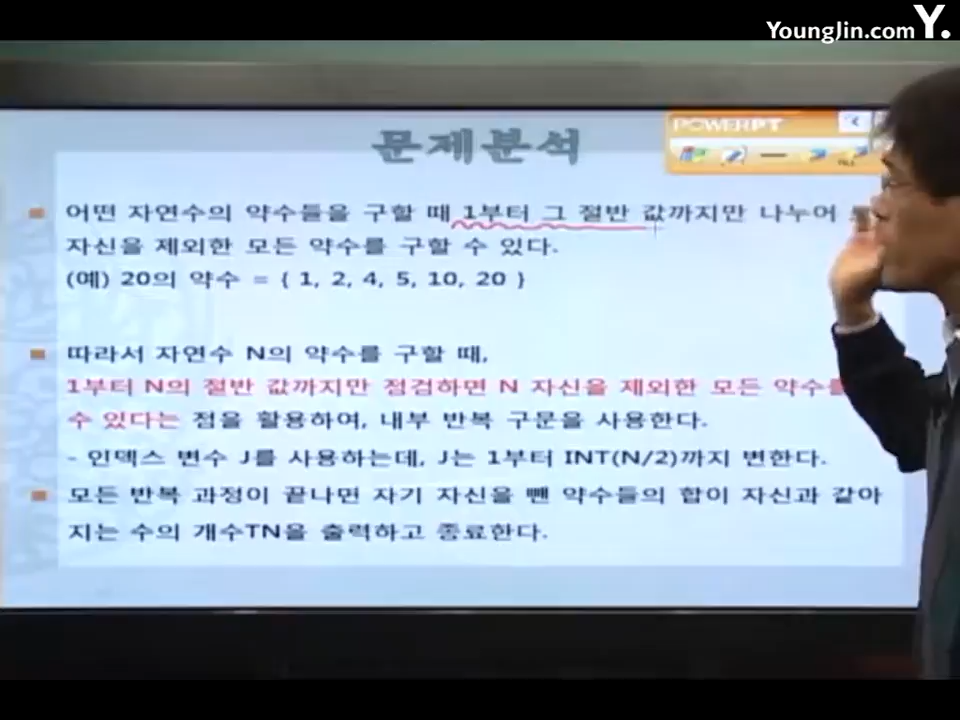 YoungJin.com Y.
문제분석
POWERPT
어떤 자연수의 약수들을 구할 때 1부터 그 절반 값까지만 나누어
자신을 제외한 모든 약수를 구할 수 있다.
(예) 20의 약수 = { 1, 2, 4, 5, 10, 20 }
따라서 자연수 N의 약수를 구할 때,
1부터 N의 절반 값까지만 점검하면 N 자신을 제외한 모든 약수를
수 있다는 점을 활용하여, 내부 반복 구문을 사용한다.
- 인덱스 변수 J를 사용하는데, J는 1부터 INT(N/2)까지 변한다.
모든 반복 과정이 끝나면 자기 자신을 뺀 약수들의 합이 자신과 같아
지는 수의 개수TN을 출력하고 종료한다.